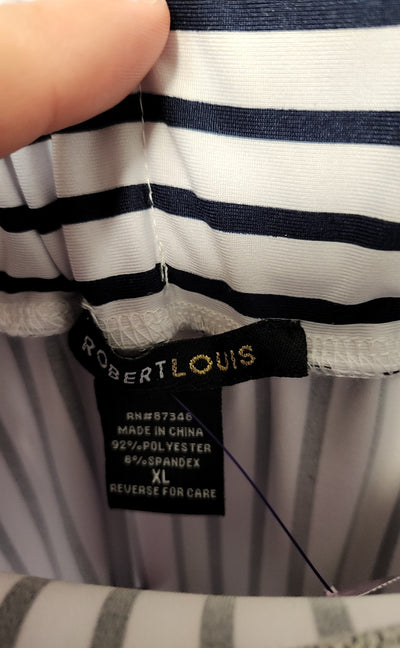 ROBERTLOUIS
RN#87346
MADE IN CHINA
92%POLYESTER
8%SPANDEX
XL
REVERSE FOR CARE